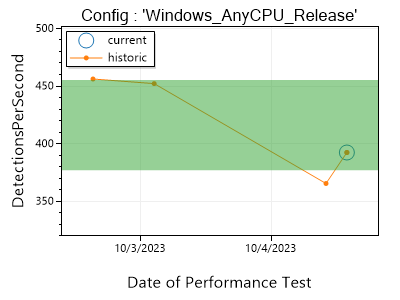 Config : 'Windows_AnyCPU_Release'
current
historic
DetectionsPerSecond
500
450
400
350
10/3/2023
10/4/2023
Date of Performance Test